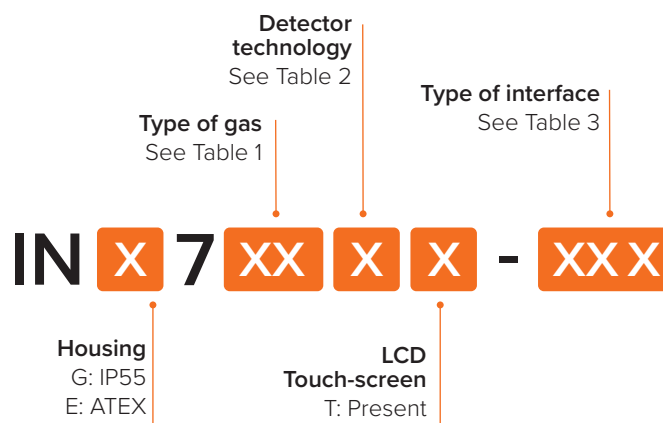 Detector
technology
See Table 2
Type of interface
See Table 3
Type of gas
See Table 1
IN X 7 XX X X - XX X
Housing
G: IP55
E: ATEX
LCD
Touch-screen
T: Present